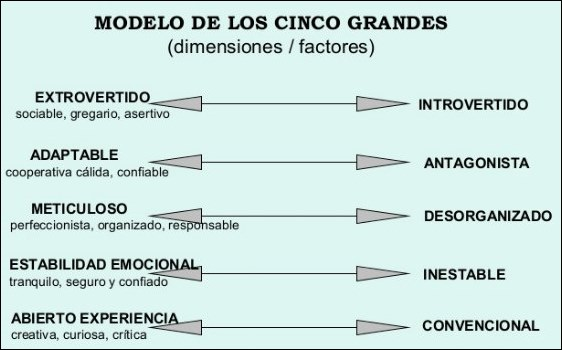 MODELO DE LOS CINCO GRANDES
(dimensiones / factores)
EXTROVERTIDO
sociable, gregario, asertivo
INTROVERTIDO
ADAPTABLE
cooperativa cálida, confiable
ANTAGONISTA
METICULOSO
perfeccionista, organizado, responsable
DESORGANIZADO
ESTABILIDAD EMOCIONAL
tranquilo, seguro y confiado
INESTABLE
ABIERTO EXPERIENCIA
creativa, curiosa, crítica
CONVENCIONAL